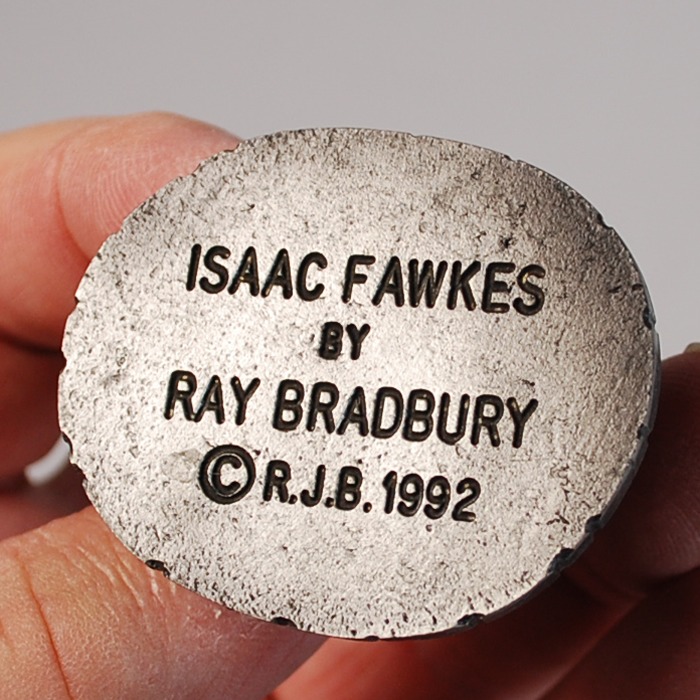 ISAAC FAWKES
BY
RAY BRADBURY
© R.J.B. 1992